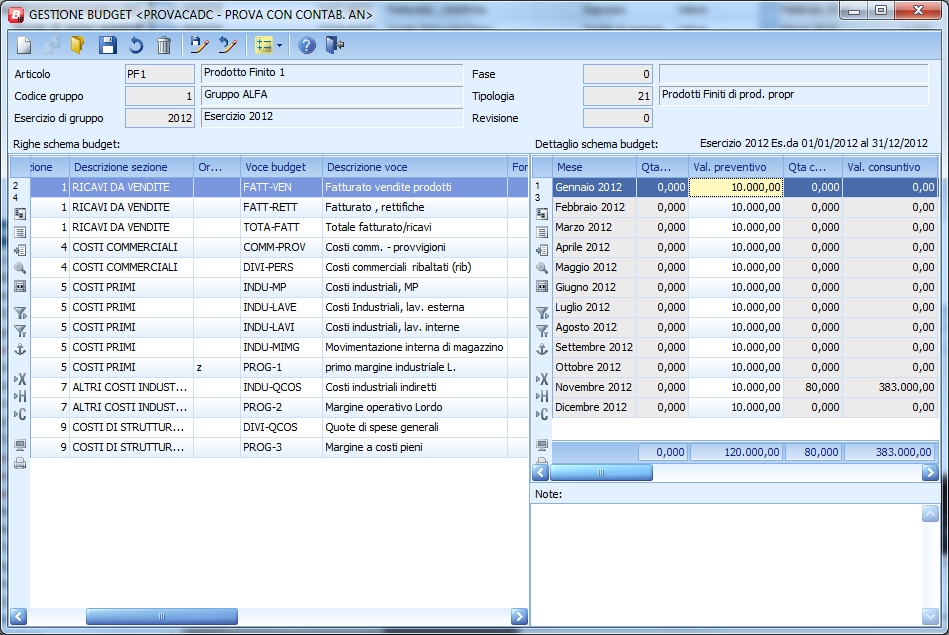 GESTIONE BUDGET <PROVACADC - PROVA CON CONTAB. AN>
Articolo PF1 Prodotto Finito 1 Fase 0
Codice gruppo 1 Gruppo ALFA Tipologia 21 Prodotti Finiti di prod. propr
Esercizio di gruppo 2012 Esercizio 2012 Revisione 0
Righe schema budget: Dettaglio schema budget: Esercizio 2012 Es.da 01/01/2012 al 31/12/2012
zione Descrizione sezione Or... Voce budget Descrizione voce For Mese Qta... Val. preventivo Qta c... Val. consuntivo
1 RICAVI DA VENDITE FATT-VEN Fatturato vendite prodotti Gennaio 2012 0,000 10.000,00 0,000 0,00
1 RICAVI DA VENDITE FATT-RETT Fatturato , rettifiche Febbraio 2012 0,000 10.000,00 0,000 0,00
1 RICAVI DA VENDITE TOTA-FATT Totale fatturato/ricavi Marzo 2012 0,000 10.000,00 0,000 0,00
4 COSTI COMMERCIALI COMM-PROV Costi comm. - provvigioni Aprile 2012 0,000 10.000,00 0,000 0,00
4 COSTI COMMERCIALI DIVI-PERS Costi commerciali ribaltati (rib) Maggio 2012 0,000 10.000,00 0,000 0,00
5 COSTI PRIMI INDU-MP Costi industriali, MP Giugno 2012 0,000 10.000,00 0,000 0,00
5 COSTI PRIMI INDU-LAVE Costi Industriali, lav. esterna Luglio 2012 0,000 10.000,00 0,000 0,00
5 COSTI PRIMI INDU-LAVI Costi industriali, lav. interne Agosto 2012 0,000 10.000,00 0,000 0,00
5 COSTI PRIMI INDU-MIMG Movimentazione interna di magazzino Settembre 2012 0,000 10.000,00 0,000 0,00
5 COSTI PRIMI z PROG-1 primo margine industriale L. Ottobre 2012 0,000 10.000,00 0,000 0,00
7 ALTRI COSTI INDUST... INDU-QCOS Costi industriali indiretti Novembre 2012 0,000 10.000,00 80,000 383.000,00
7 ALTRI COSTI INDUST... PROG-2 Margine operativo Lordo Dicembre 2012 0,000 10.000,00 0,000 0,00
9 COSTI DI STRUTTUR... DIVI-QCOS Quote di spese generali
9 COSTI DI STRUTTUR... PROG-3 Margine a costi pieni
0,000 120.000,00 80,000 383.000,00
Note: